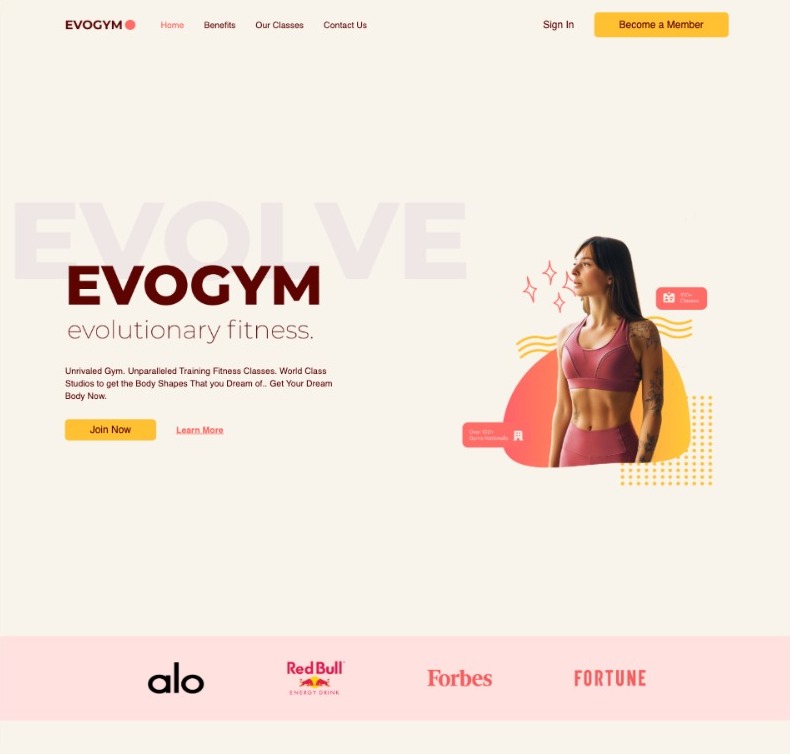 EVOGYM
Home Benefits Our Classes Contact Us
Sign In
Become a Member
EVOLVE
EVOGYM
evolutionary fitness.
Unrivaled Gym. Unparalleled Training Fitness Classes. World Class
Studios to get the Body Shapes That you Dream of.. Get Your Dream
Body Now.
Join Now
Learn More
100+
Classes
Over 100+
Gyms Nationally
alo
Red Bull
ENERGY DRINK
Forbes
FORTUNE